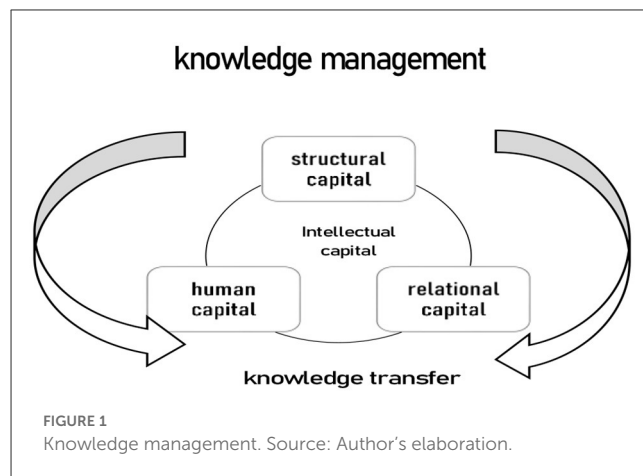 knowledge management
structural
capital
Intellectual
capital
human
capital
relational
capital
knowledge transfer
FIGURE 1
Knowledge management. Source: Author's elaboration.